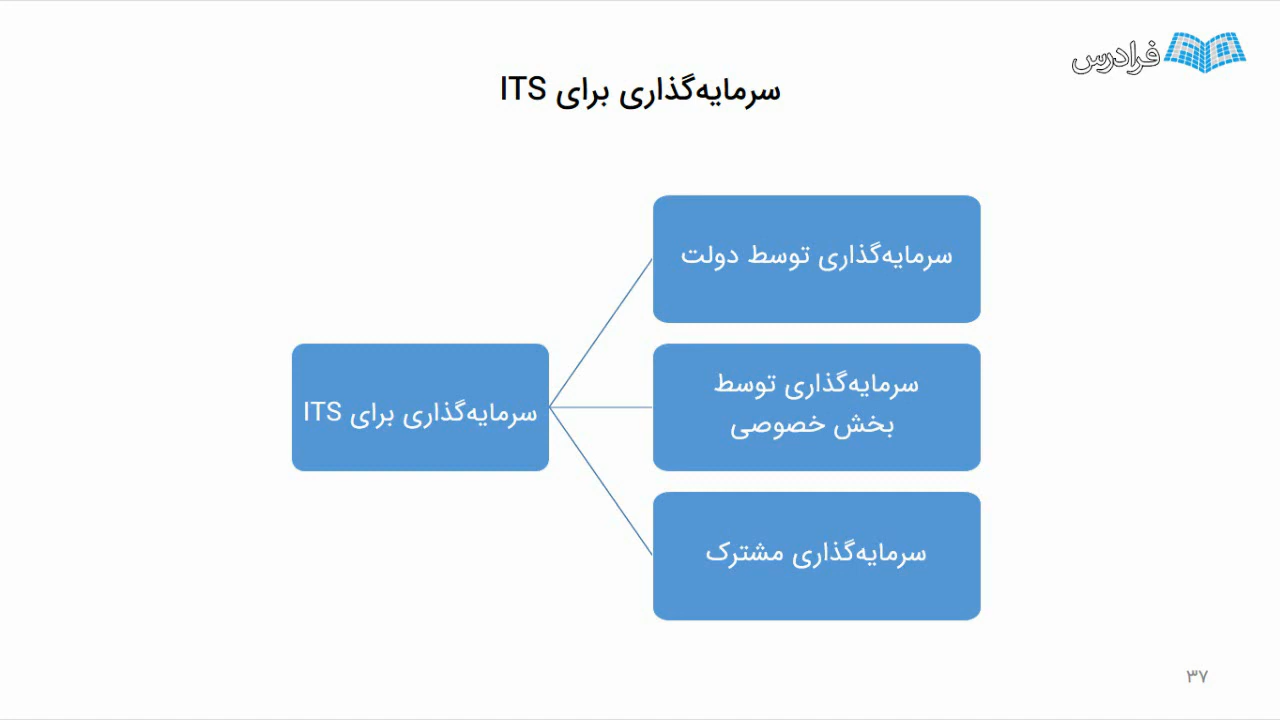 فرادرس
سرمایه‌گذاری برای ITS
سرمایه‌گذاری توسط دولت
سرمایه‌گذاری توسط
بخش خصوصی
سرمایه‌گذاری برای ITS
سرمایه‌گذاری مشترک
۳۷